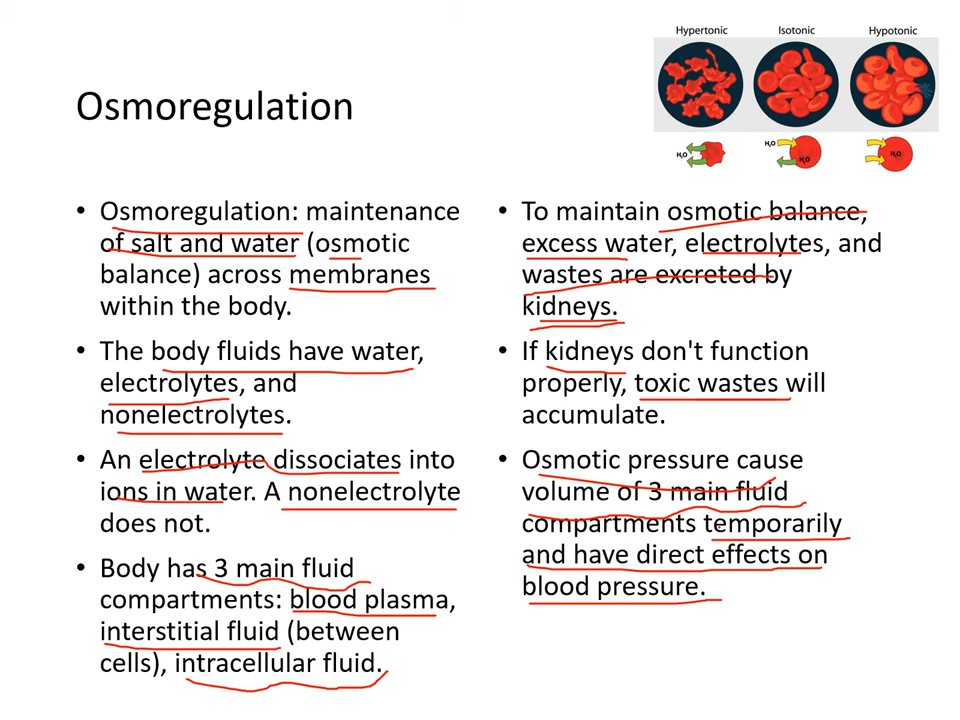 Hypertonic
Isotonic
Hypotonic
H₂O
H₂O
H₂O
H₂O
Osmoregulation
• Osmoregulation: maintenance
of salt and water (osmotic
balance) across membranes
within the body.
• The body fluids have water,
electrolytes, and
nonelectrolytes.
• An electrolyte dissociates into
ions in water. A nonelectrolyte
does not.
• Body has 3 main fluid
compartments: blood plasma,
interstitial fluid (between
cells), intracellular fluid.
• To maintain osmotic balance,
excess water, electrolytes, and
wastes are excreted by
kidneys.
• If kidneys don't function
properly, toxic wastes will
accumulate.
• Osmotic pressure cause
volume of 3 main fluid
compartments temporarily
and have direct effects on
blood pressure.